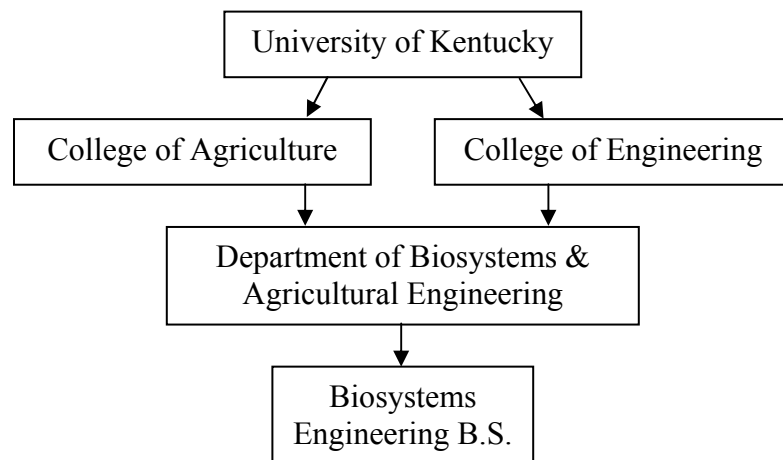 University of Kentucky
College of Agriculture
College of Engineering
Department of Biosystems &
Agricultural Engineering
Biosystems
Engineering B.S.